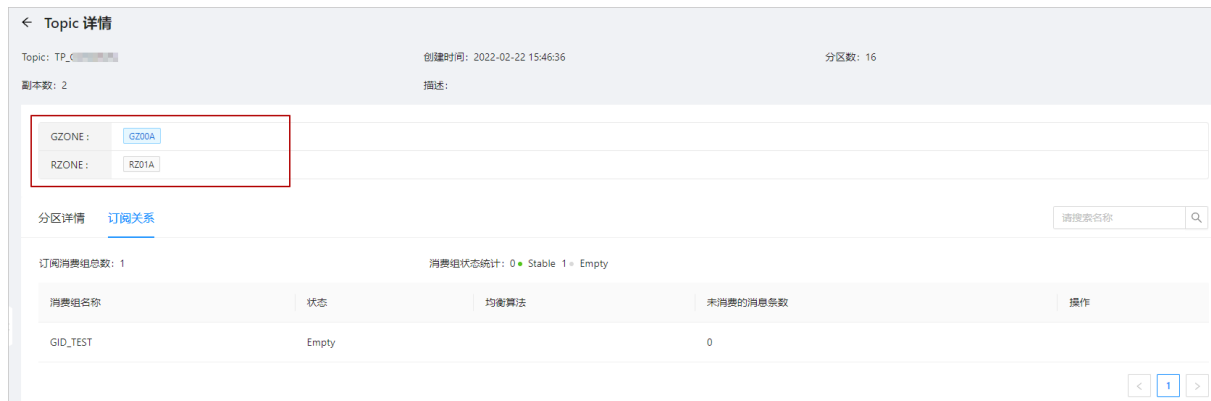 ← Topic 详情
Topic: TP_ 创建时间: 2022-02-22 15:46:36 分区数: 16
副本数: 2 描述:
GZONE : GZ00A
RZONE : RZ01A
分区详情 订阅关系 请搜索名称
订阅消费组总数: 1 消费组状态统计: 0 Stable 1 Empty
消费组名称 状态 均衡算法 未消费的消息条数 操作
GID_TEST Empty 0
< 1 >